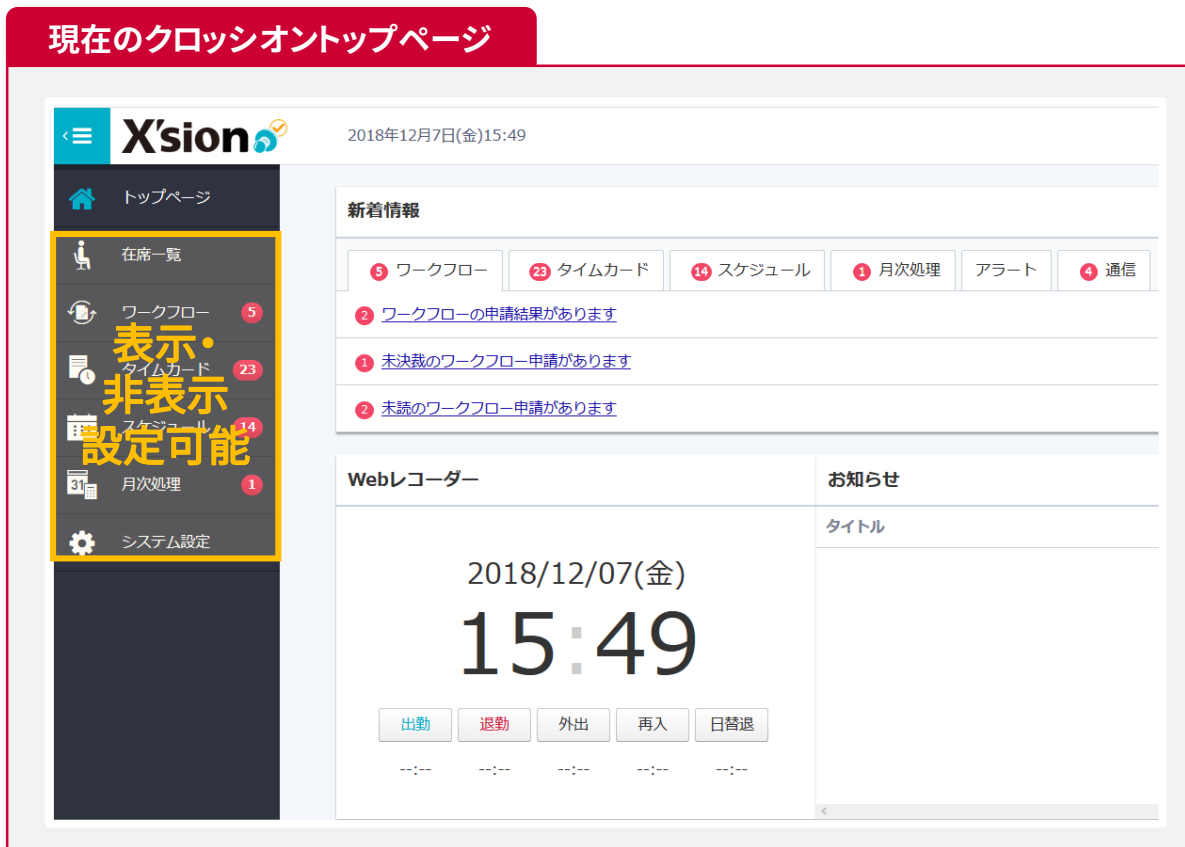 現在のクロッシオントップページ
X'sion
2018年12月7日(金)15:49
トップページ
在席一覧
ワークフロー 5
タイムカード 23
スケジュール 14
31 月次処理 1
システム設定
表示・
非表示
設定可能
新着情報
5 ワークフロー 23 タイムカード 14 スケジュール 1 月次処理 アラート 4 通信
2 ワークフローの申請結果があります
1 未決裁のワークフロー申請があります
2 未読のワークフロー申請があります
Webレコーダー
2018/12/07(金)
15:49
出勤 退勤 外出 再入 日替退
--:-- --:-- --:-- --:-- --:--
お知らせ
タイトル